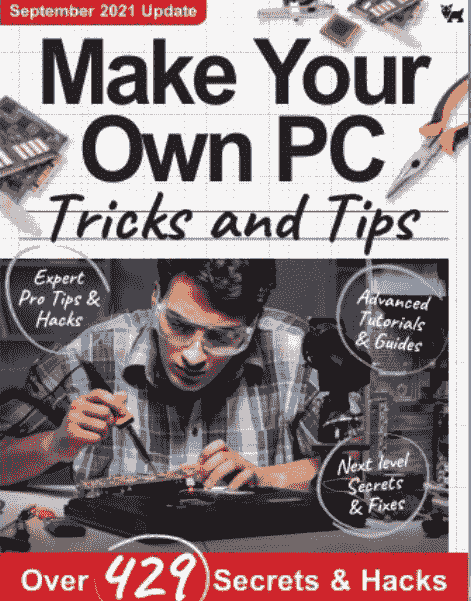 September 2021 Update
Make Your
Own PC
Tricks and Tips
Expert
Pro Tips &
Hacks
Advanced
Tutorials
& Guides
Next level
Secrets
& Fixes
Over 429 Secrets & Hacks